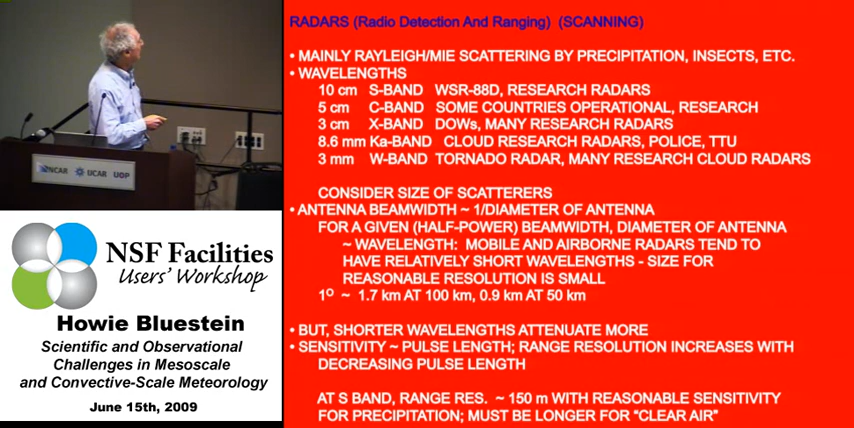 NCAR UCAR UOP
NSF Facilities
Users' Workshop
Howie Bluestein
Scientific and Observational
Challenges in Mesoscale
and Convective-Scale Meteorology
June 15th, 2009
RADARS (Radio Detection And Ranging) (SCANNING)
• MAINLY RAYLEIGH/MIE SCATTERING BY PRECIPITATION, INSECTS, ETC.
• WAVELENGTHS
10 cm S-BAND WSR-88D, RESEARCH RADARS
5 cm C-BAND SOME COUNTRIES OPERATIONAL, RESEARCH
3 cm X-BAND DOWs, MANY RESEARCH RADARS
8.6 mm Ka-BAND CLOUD RESEARCH RADARS, POLICE, TTU
3 mm W-BAND TORNADO RADAR, MANY RESEARCH CLOUD RADARS
CONSIDER SIZE OF SCATTERERS
• ANTENNA BEAMWIDTH ~ 1/DIAMETER OF ANTENNA
FOR A GIVEN (HALF-POWER) BEAMWIDTH, DIAMETER OF ANTENNA
~ WAVELENGTH: MOBILE AND AIRBORNE RADARS TEND TO
HAVE RELATIVELY SHORT WAVELENGTHS - SIZE FOR
REASONABLE RESOLUTION IS SMALL
1º ~ 1.7 km AT 100 km, 0.9 km AT 50 km
• BUT, SHORTER WAVELENGTHS ATTENUATE MORE
• SENSITIVITY ~ PULSE LENGTH; RANGE RESOLUTION INCREASES WITH
DECREASING PULSE LENGTH
AT S BAND, RANGE RES. ~ 150 m WITH REASONABLE SENSITIVITY
FOR PRECIPITATION; MUST BE LONGER FOR “CLEAR AIR”